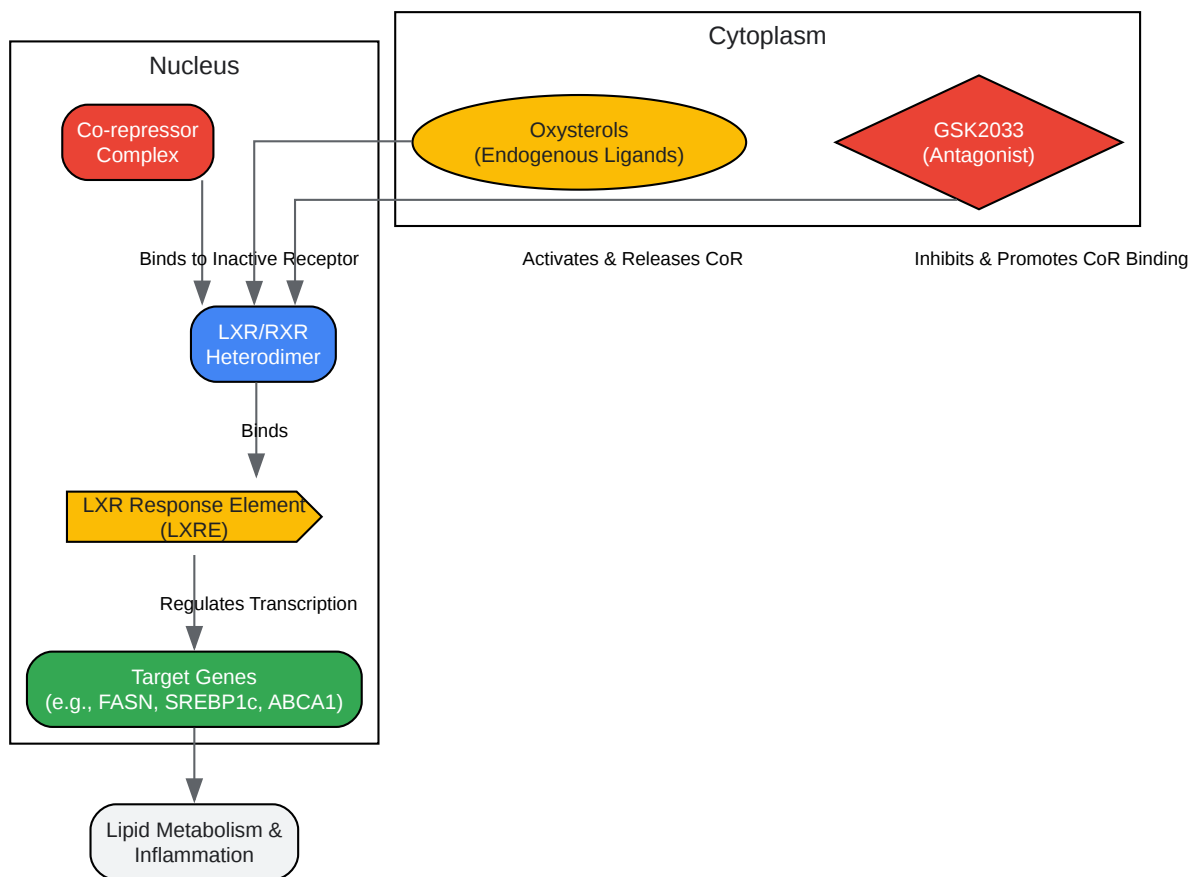 Cytoplasm
Nucleus
Co-repressor
Complex
Oxysterols
(Endogenous Ligands)
GSK2033
(Antagonist)
Binds to Inactive Receptor
Activates & Releases CoR
Inhibits & Promotes CoR Binding
LXR/RXR
Heterodimer
Binds
LXR Response Element
(LXRE)
Regulates Transcription
Target Genes
(e.g., FASN, SREBP1c, ABCA1)
Lipid Metabolism &
Inflammation